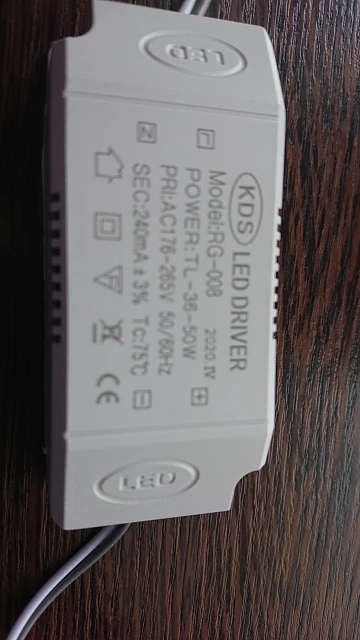 LED
KDS LED DRIVER
Model:RG-008 2020.IV
POWER:TL-36-50W
PRI:AC176-265V 50/60Hz
SEC:240mA ± 3% Tc:75℃
L
N
+
−
CE
LED